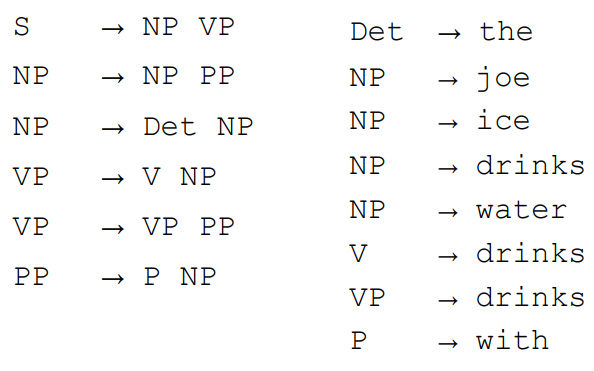 S → NP VP
NP → NP PP
NP → Det NP
VP → V NP
VP → VP PP
PP → P NP
Det → the
NP → joe
NP → ice
NP → drinks
NP → water
V → drinks
VP → drinks
P → with